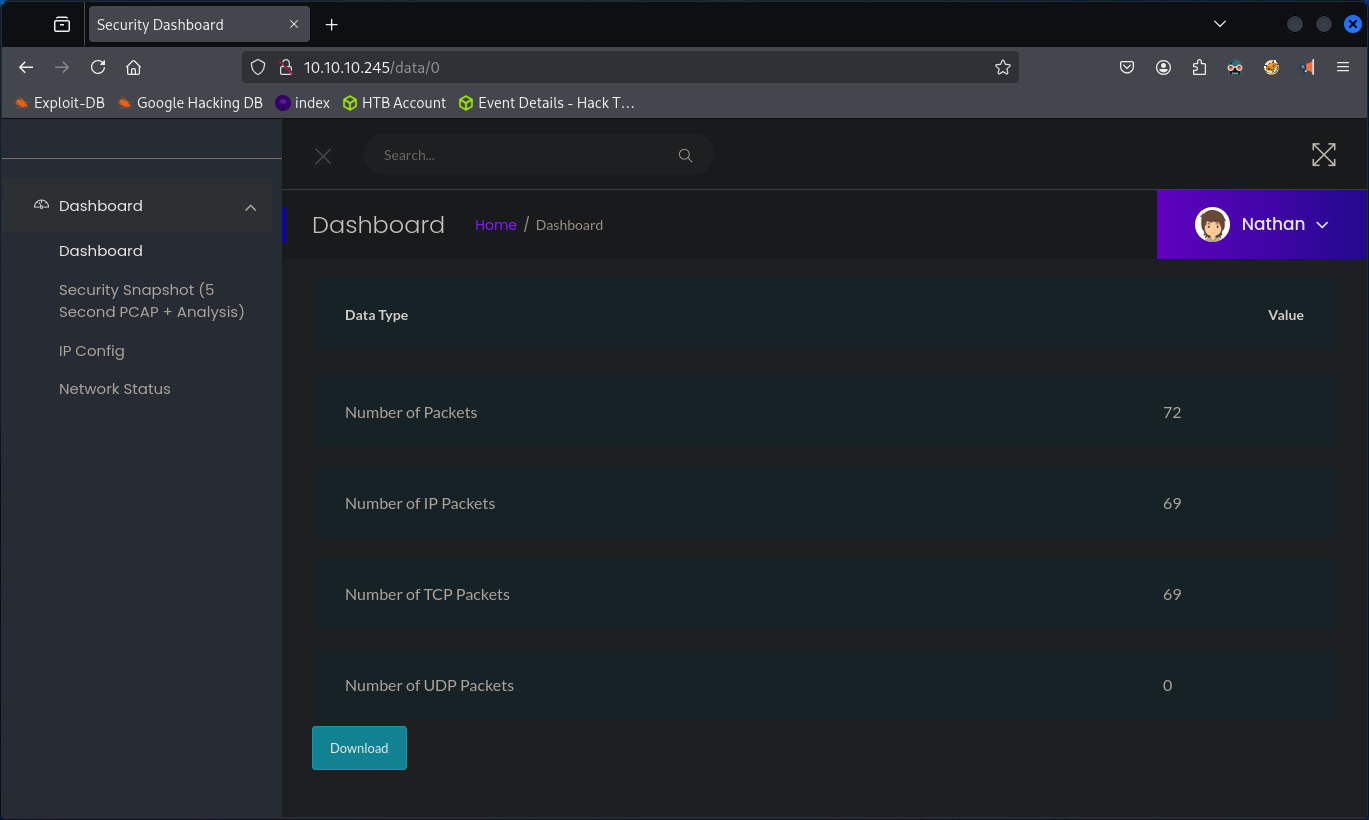 Security Dashboard
10.10.10.245/data/0
Exploit-DB Google Hacking DB index HTB Account Event Details - Hack T…
Search...
Dashboard
Dashboard
Security Snapshot (5
Second PCAP + Analysis)
IP Config
Network Status
Dashboard Home / Dashboard Nathan
Data Type Value
Number of Packets 72
Number of IP Packets 69
Number of TCP Packets 69
Number of UDP Packets 0
Download